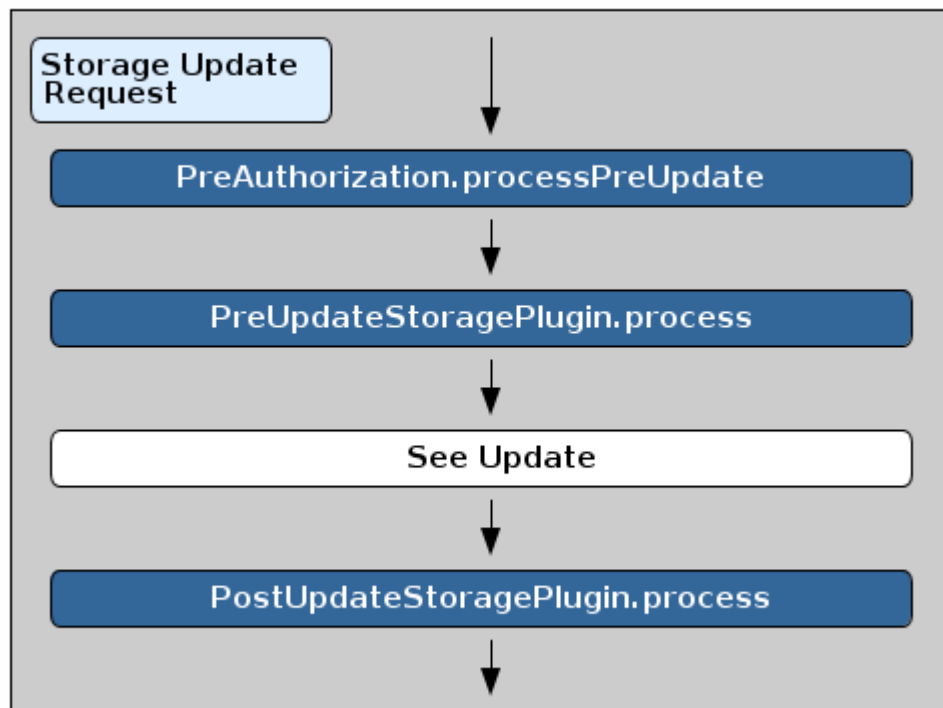 Storage Update
Request
PreAuthorization.processPreUpdate
PreUpdateStoragePlugin.process
See Update
PostUpdateStoragePlugin.process